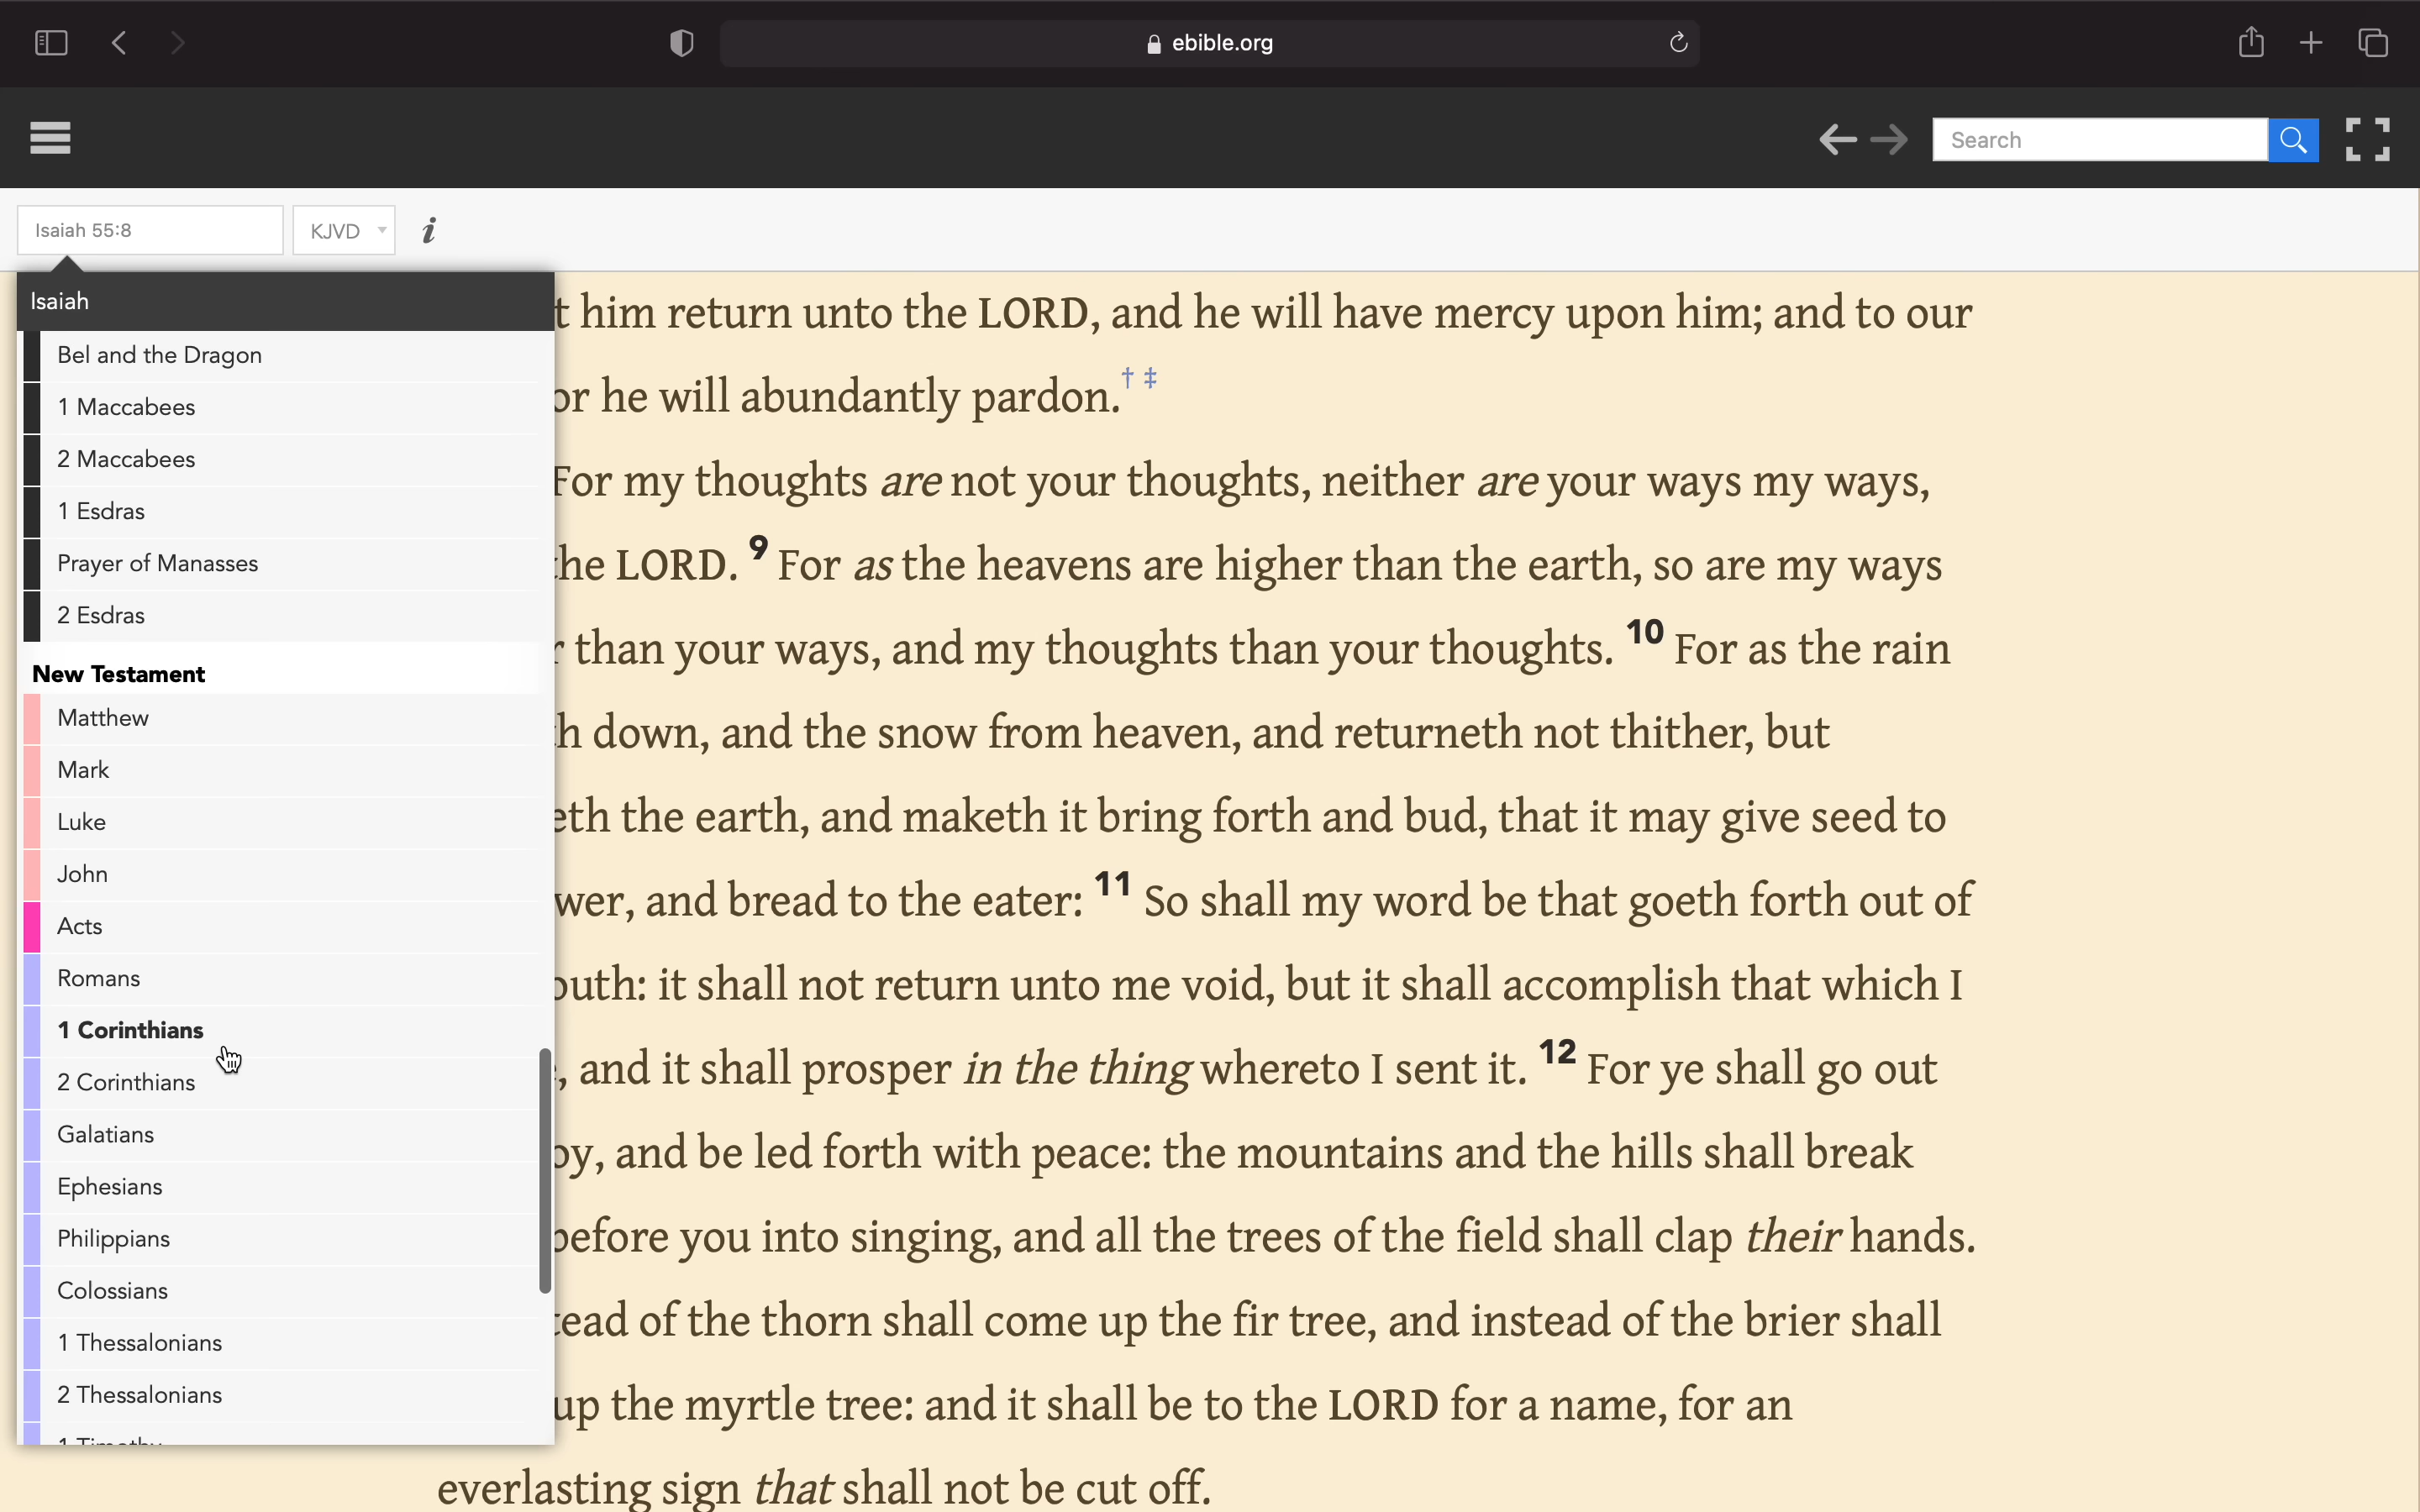 ebible.org
Search
Isaiah 55:8
KJVD
i
Isaiah
Bel and the Dragon
1 Maccabees
2 Maccabees
1 Esdras
Prayer of Manasses
2 Esdras
New Testament
Matthew
Mark
Luke
John
Acts
Romans
1 Corinthians
2 Corinthians
Galatians
Ephesians
Philippians
Colossians
1 Thessalonians
2 Thessalonians
1 Timothy
him return unto the LORD, and he will have mercy upon him; and to our
he will abundantly pardon.† ‡
For my thoughts are not your thoughts, neither are your ways my ways,
the LORD. 9 For as the heavens are higher than the earth, so are my ways
than your ways, and my thoughts than your thoughts. 10 For as the rain
down, and the snow from heaven, and returneth not thither, but
the earth, and maketh it bring forth and bud, that it may give seed to
and bread to the eater: 11 So shall my word be that goeth forth out of
it shall not return unto me void, but it shall accomplish that which I
and it shall prosper in the thing whereto I sent it. 12 For ye shall go out
and be led forth with peace: the mountains and the hills shall break
before you into singing, and all the trees of the field shall clap their hands.
of the thorn shall come up the fir tree, and instead of the brier shall
up the myrtle tree: and it shall be to the LORD for a name, for an
everlasting sign that shall not be cut off.